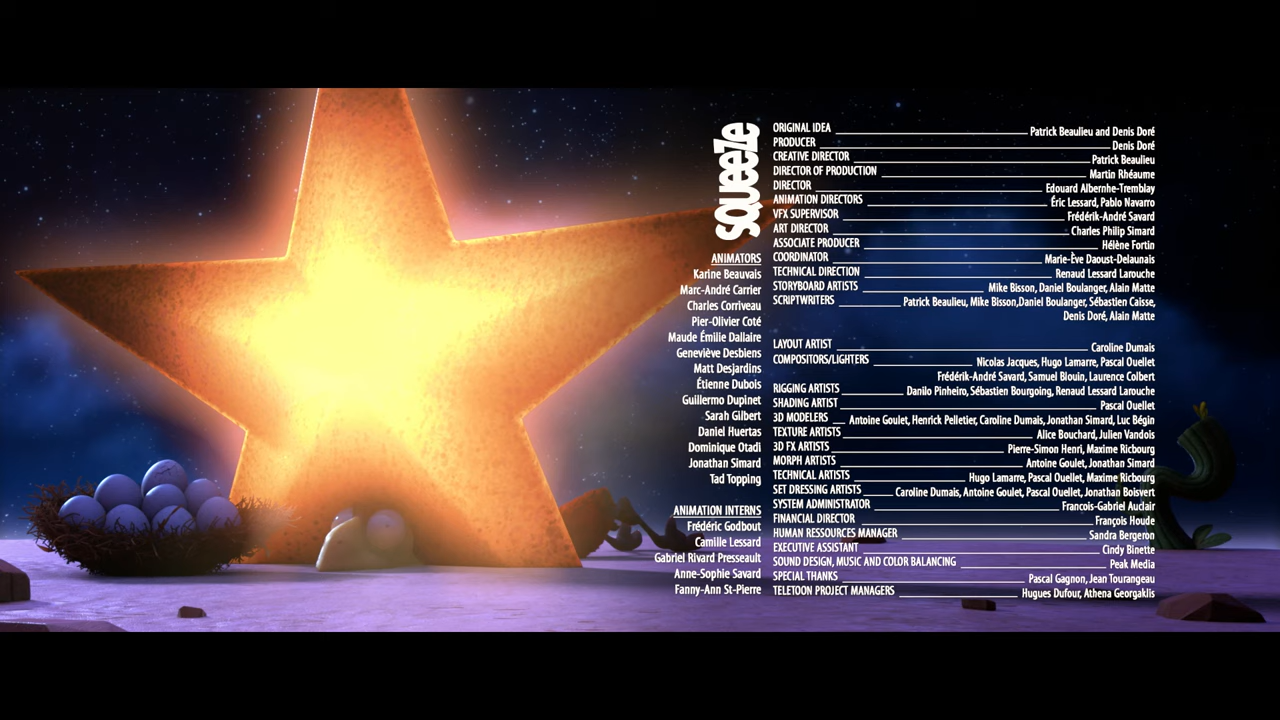 squeeze
ANIMATORS
Karine Beauvais
Marc-André Carrier
Charles Corriveau
Pier-Olivier Coté
Maude Émilie Dallaire
Geneviève Desbiens
Matt Desjardins
Étienne Dubois
Guillermo Dupinet
Sarah Gilbert
Daniel Huertas
Dominique Otadi
Jonathan Simard
Tad Topping
ANIMATION INTERNS
Frédéric Godbout
Camille Lessard
Gabriel Rivard Presseault
Anne-Sophie Savard
Fanny-Ann St-Pierre
ORIGINAL IDEA Patrick Beaulieu and Denis Doré
PRODUCER Denis Doré
CREATIVE DIRECTOR Patrick Beaulieu
DIRECTOR OF PRODUCTION Martin Rhéaume
DIRECTOR Edouard Albernhe-Tremblay
ANIMATION DIRECTORS Éric Lessard, Pablo Navarro
VFX SUPERVISOR Frédérik-André Savard
ART DIRECTOR Charles Philip Simard
ASSOCIATE PRODUCER Hélène Fortin
COORDINATOR Marie-Ève Daoust-Delaunais
TECHNICAL DIRECTION Renaud Lessard Larouche
STORYBOARD ARTISTS Mike Bisson, Daniel Boulanger, Alain Matte
SCRIPTWRITERS Patrick Beaulieu, Mike Bisson,Daniel Boulanger, Sébastien Caisse,
Denis Doré, Alain Matte
LAYOUT ARTIST Caroline Dumais
COMPOSITORS/LIGHTERS Nicolas Jacques, Hugo Lamarre, Pascal Ouellet
Frédérik-André Savard, Samuel Blouin, Laurence Colbert
RIGGING ARTISTS Danilo Pinheiro, Sébastien Bourgoing, Renaud Lessard Larouche
SHADING ARTIST Pascal Ouellet
3D MODELERS Antoine Goulet, Henrick Pelletier, Caroline Dumais, Jonathan Simard, Luc Bégin
TEXTURE ARTISTS Alice Bouchard, Julien Vandois
3D FX ARTISTS Pierre-Simon Henri, Maxime Ricbourg
MORPH ARTISTS Antoine Goulet, Jonathan Simard
TECHNICAL ARTISTS Hugo Lamarre, Pascal Ouellet, Maxime Ricbourg
SET DRESSING ARTISTS Caroline Dumais, Antoine Goulet, Pascal Ouellet, Jonathan Boisvert
SYSTEM ADMINISTRATOR Francois-Gabriel Auclair
FINANCIAL DIRECTOR François Houde
HUMAN RESSOURCES MANAGER Sandra Bergeron
EXECUTIVE ASSISTANT Cindy Binette
SOUND DESIGN, MUSIC AND COLOR BALANCING Peak Media
SPECIAL THANKS Pascal Gagnon, Jean Tourangeau
TELETOON PROJECT MANAGERS Hugues Dufour, Athena Georgaklis